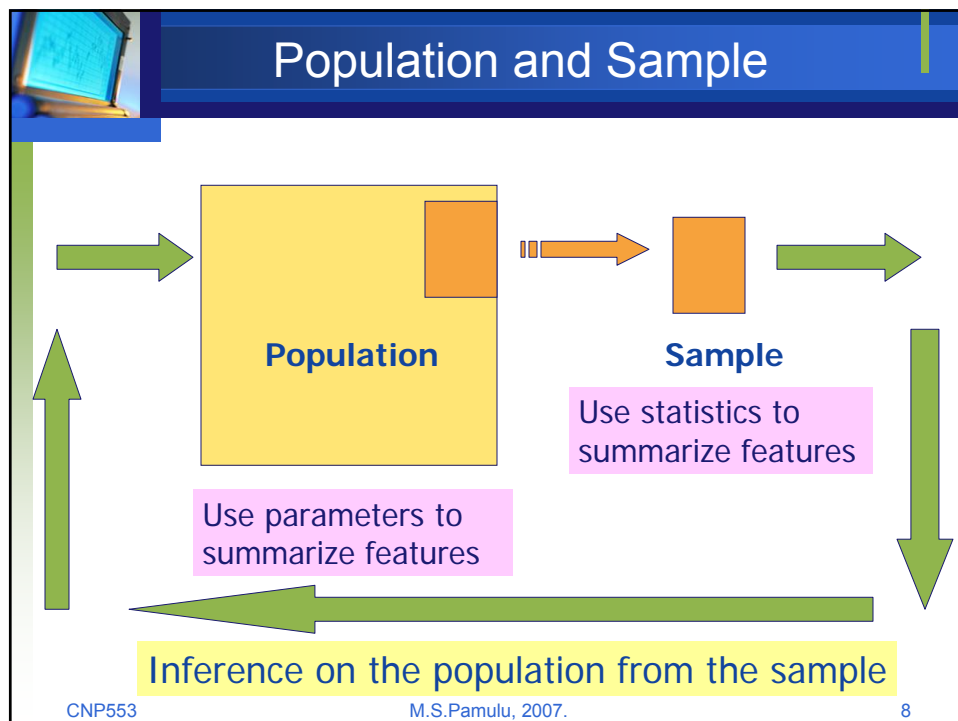 Population and Sample
Population
Sample
Use statistics to
summarize features
Use parameters to
summarize features
Inference on the population from the sample
CNP553
M.S.Pamulu, 2007.
8